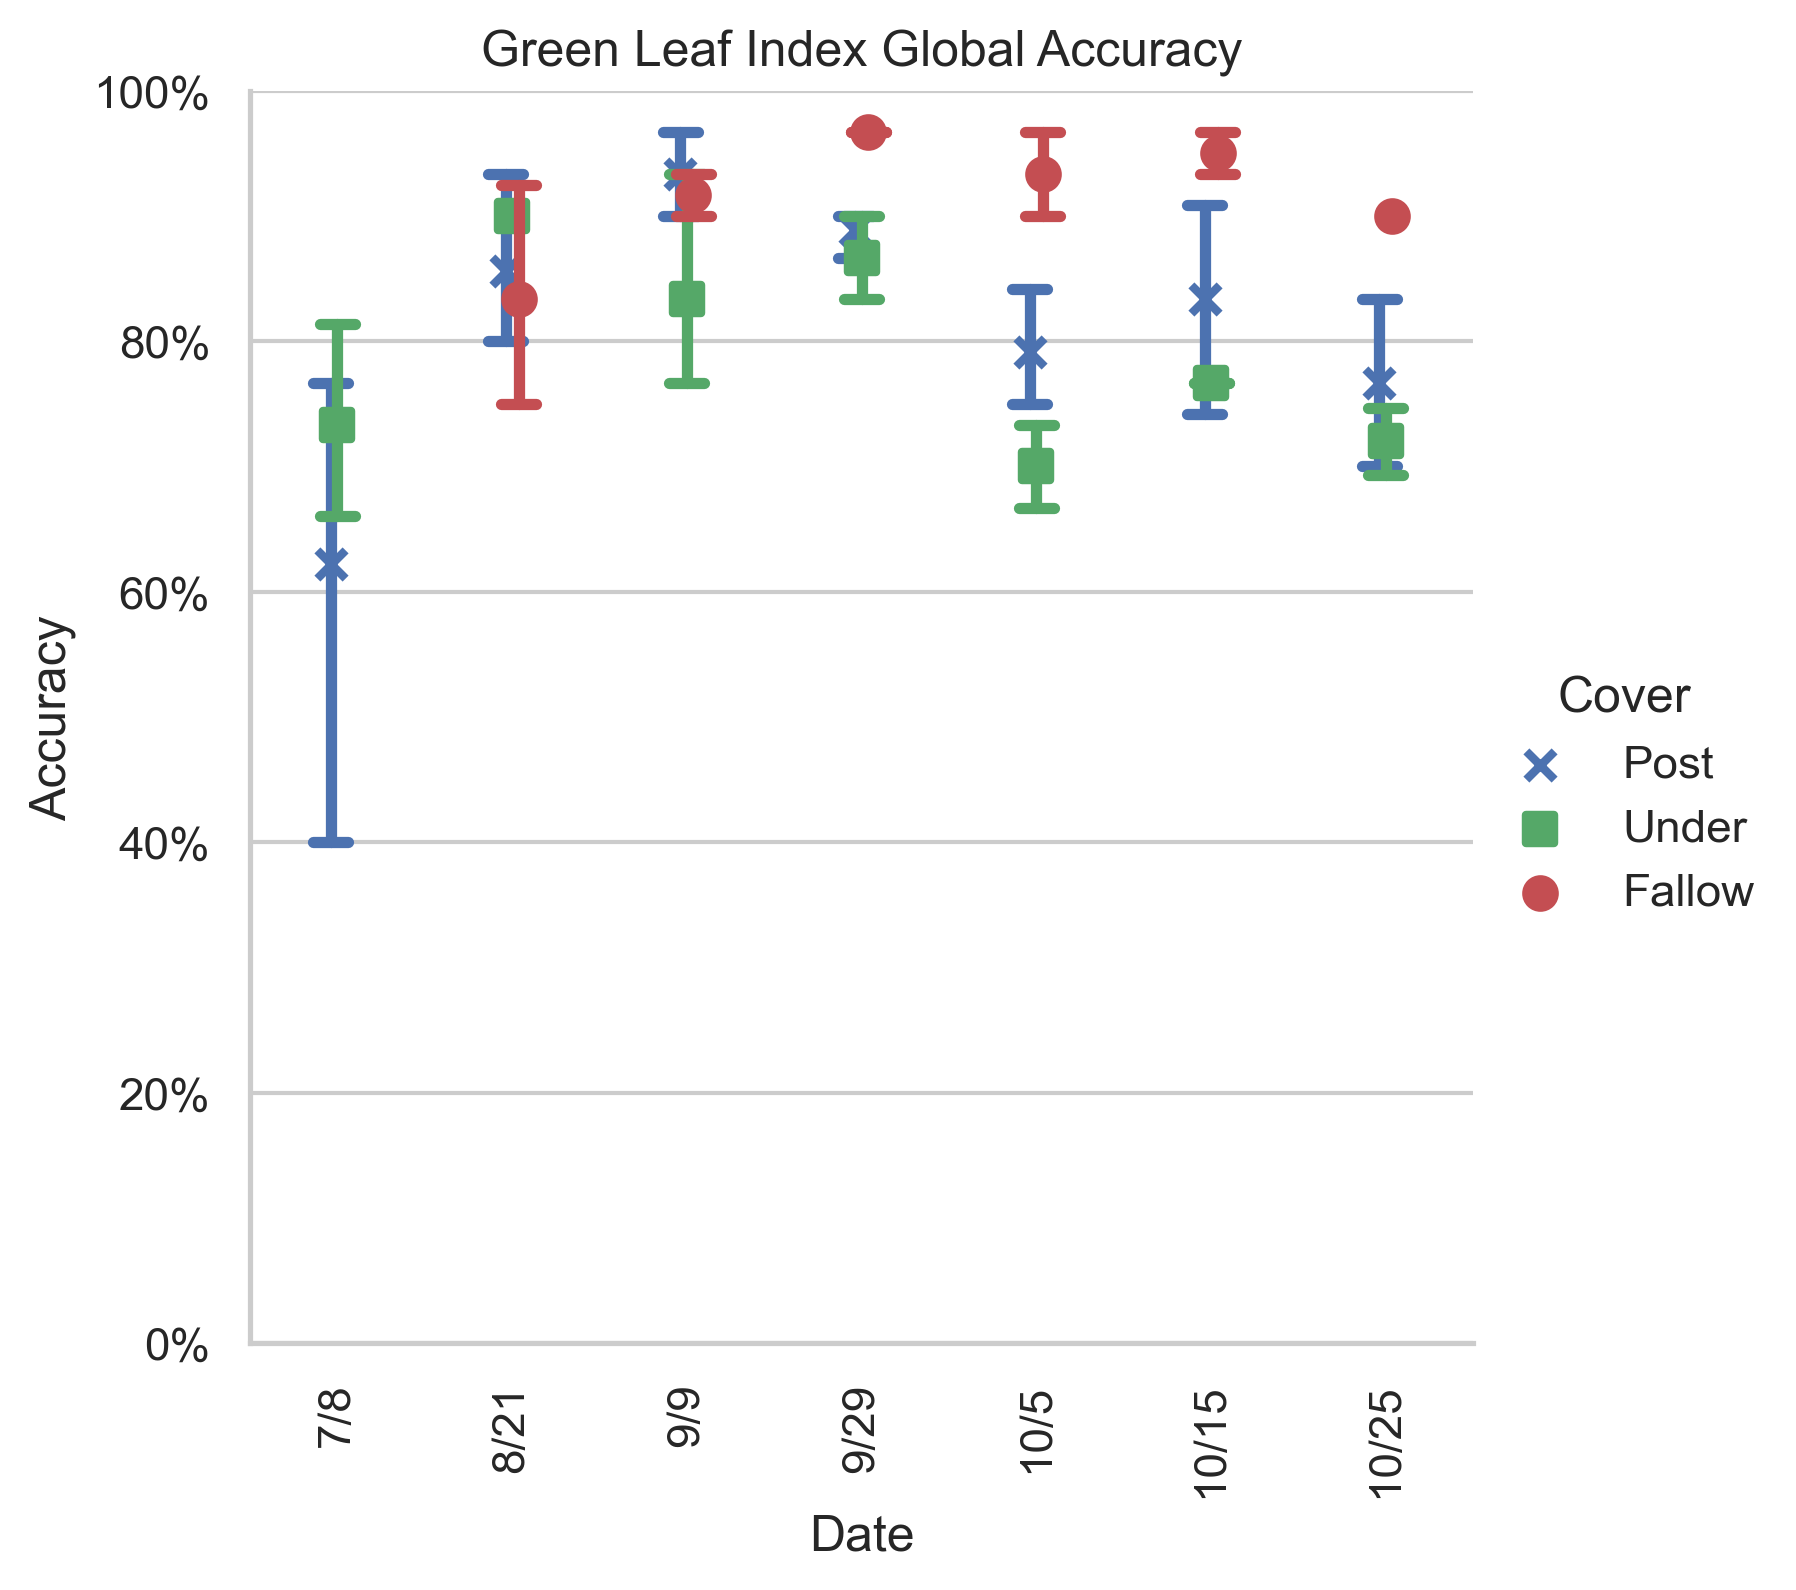 Green Leaf Index Global Accuracy
100%
80%
60%
40%
20%
0%
Accuracy
7/8
8/21
9/9
9/29
10/5
10/15
10/25
Date
Cover
Post
Under
Fallow